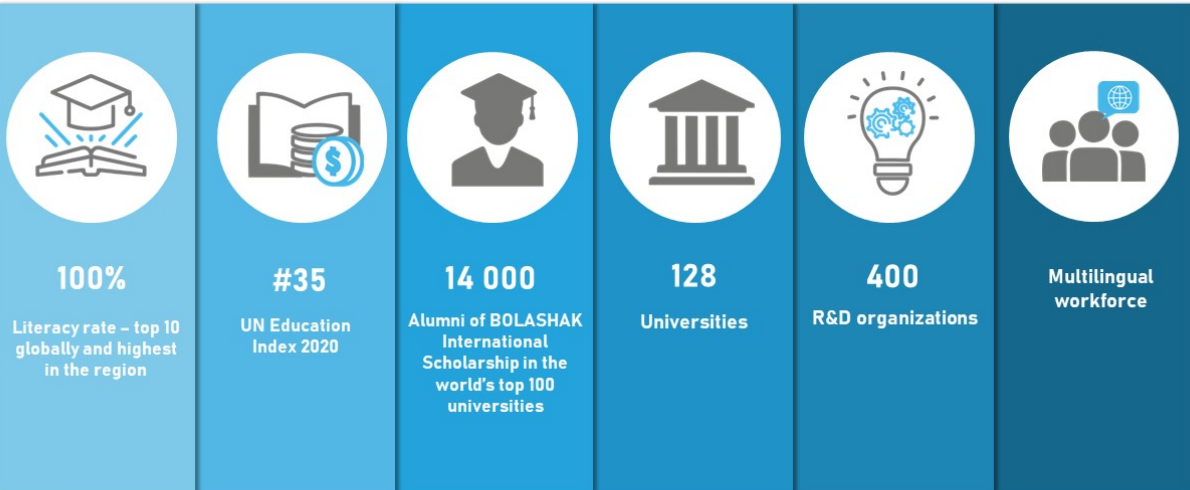 100%
Literacy rate – top 10
globally and highest
in the region
#35
UN Education
Index 2020
14 000
Alumni of BOLASHAK
International
Scholarship in the
world's top 100
universities
128
Universities
400
R&D organizations
Multilingual
workforce